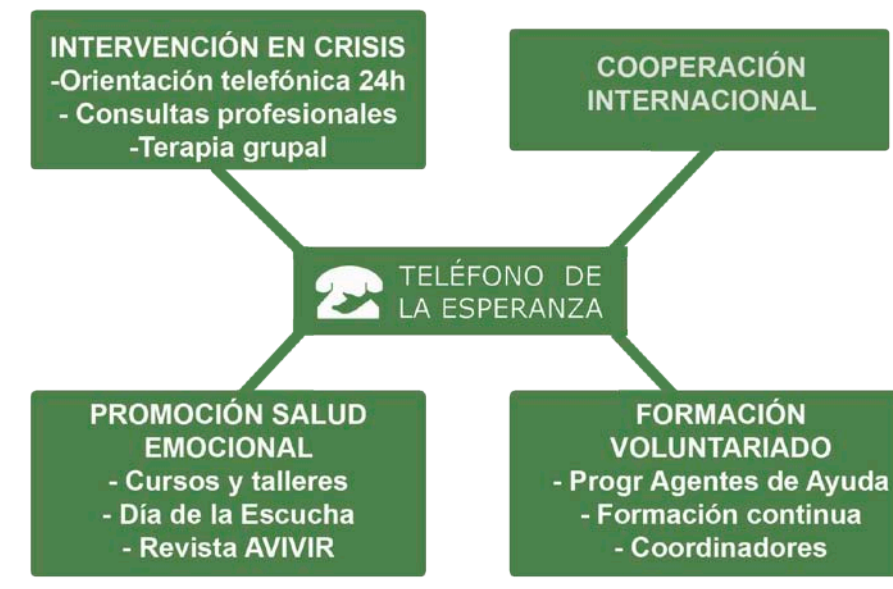 INTERVENCIÓN EN CRISIS
-Orientación telefónica 24h
- Consultas profesionales
-Terapia grupal
COOPERACIÓN
INTERNACIONAL
TELÉFONO DE
LA ESPERANZA
PROMOCIÓN SALUD
EMOCIONAL
- Cursos y talleres
- Día de la Escucha
- Revista AVIVIR
FORMACIÓN
VOLUNTARIADO
- Progr Agentes de Ayuda
- Formación continua
- Coordinadores